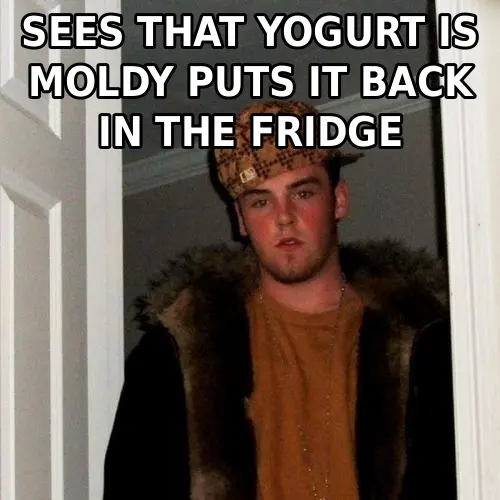 SEES THAT YOGURT IS
MOLDY PUTS IT BACK
IN THE FRIDGE